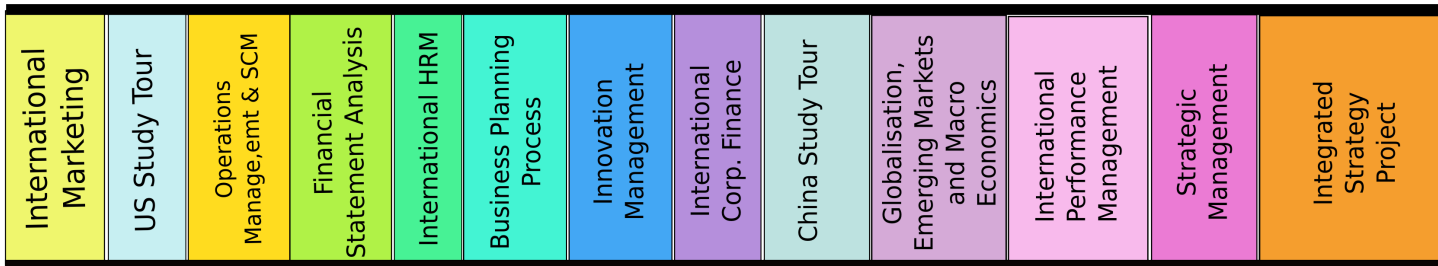 International
Marketing
US Study Tour
Operations
Manage,emt & SCM
Financial
Statement Analysis
International HRM
Business Planning
Process
Innovation
Management
International
Corp. Finance
China Study Tour
Globalisation,
Emerging Markets
and Macro
Economics
International
Performance
Management
Strategic
Management
Integrated
Strategy
Project